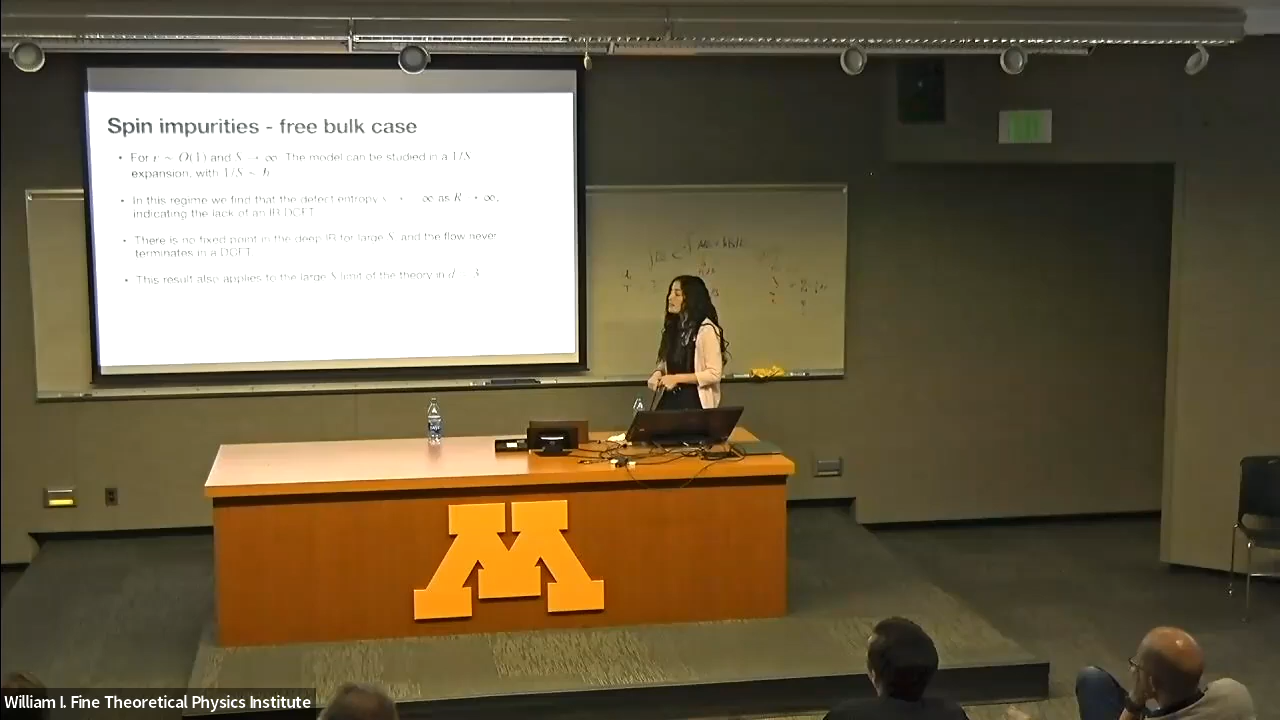 Spin impurities - free bulk case
• For r ~ O(1) and S → ∞. The model can be studied in a 1/S
expansion, with 1/S ~ ħ
• In this regime we find that the defect entropy s → −∞ as R → ∞,
indicating the lack of an IR DCFT
• There is no fixed point in the deep IR for large S and the flow never
terminates in a DCFT
• This result also applies to the large S limit of the theory in d = 3
M
William I. Fine Theoretical Physics Institute